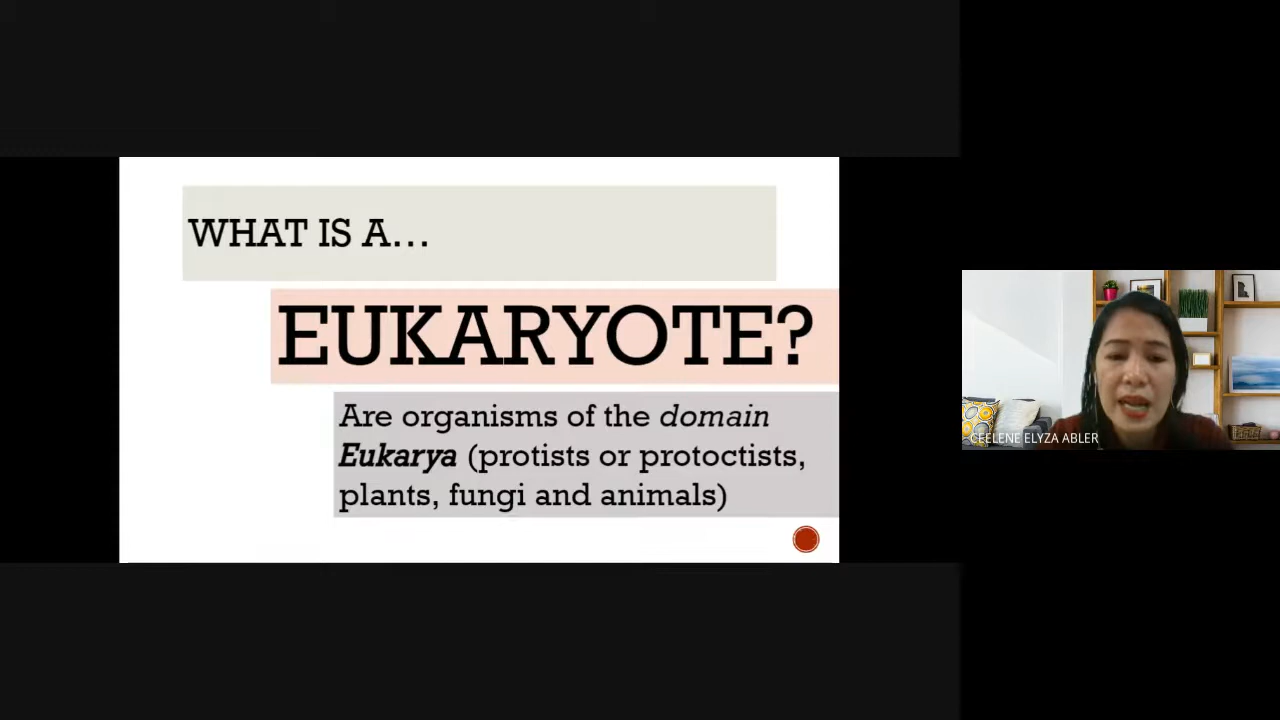 WHAT IS A...
EUKARYOTE?
Are organisms of the domain
Eukarya (protists or protoctists,
plants, fungi and animals)
CEELENE ELYZA ABLER